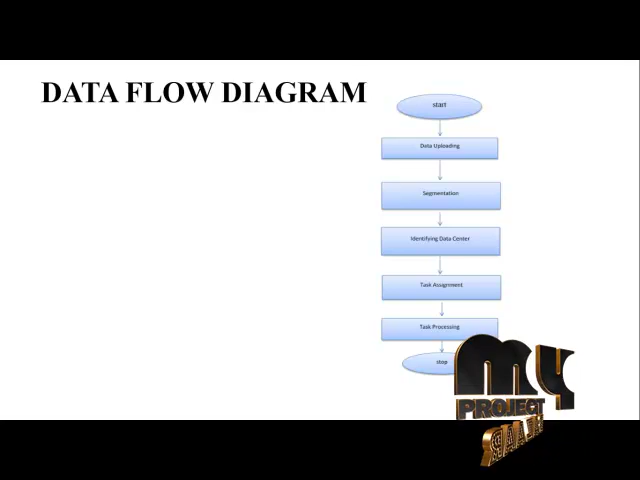 DATA FLOW DIAGRAM
start
Data Uploading
Segmentation
Identifying Data Center
Task Assignment
Task Processing
stop
my
PROJECT